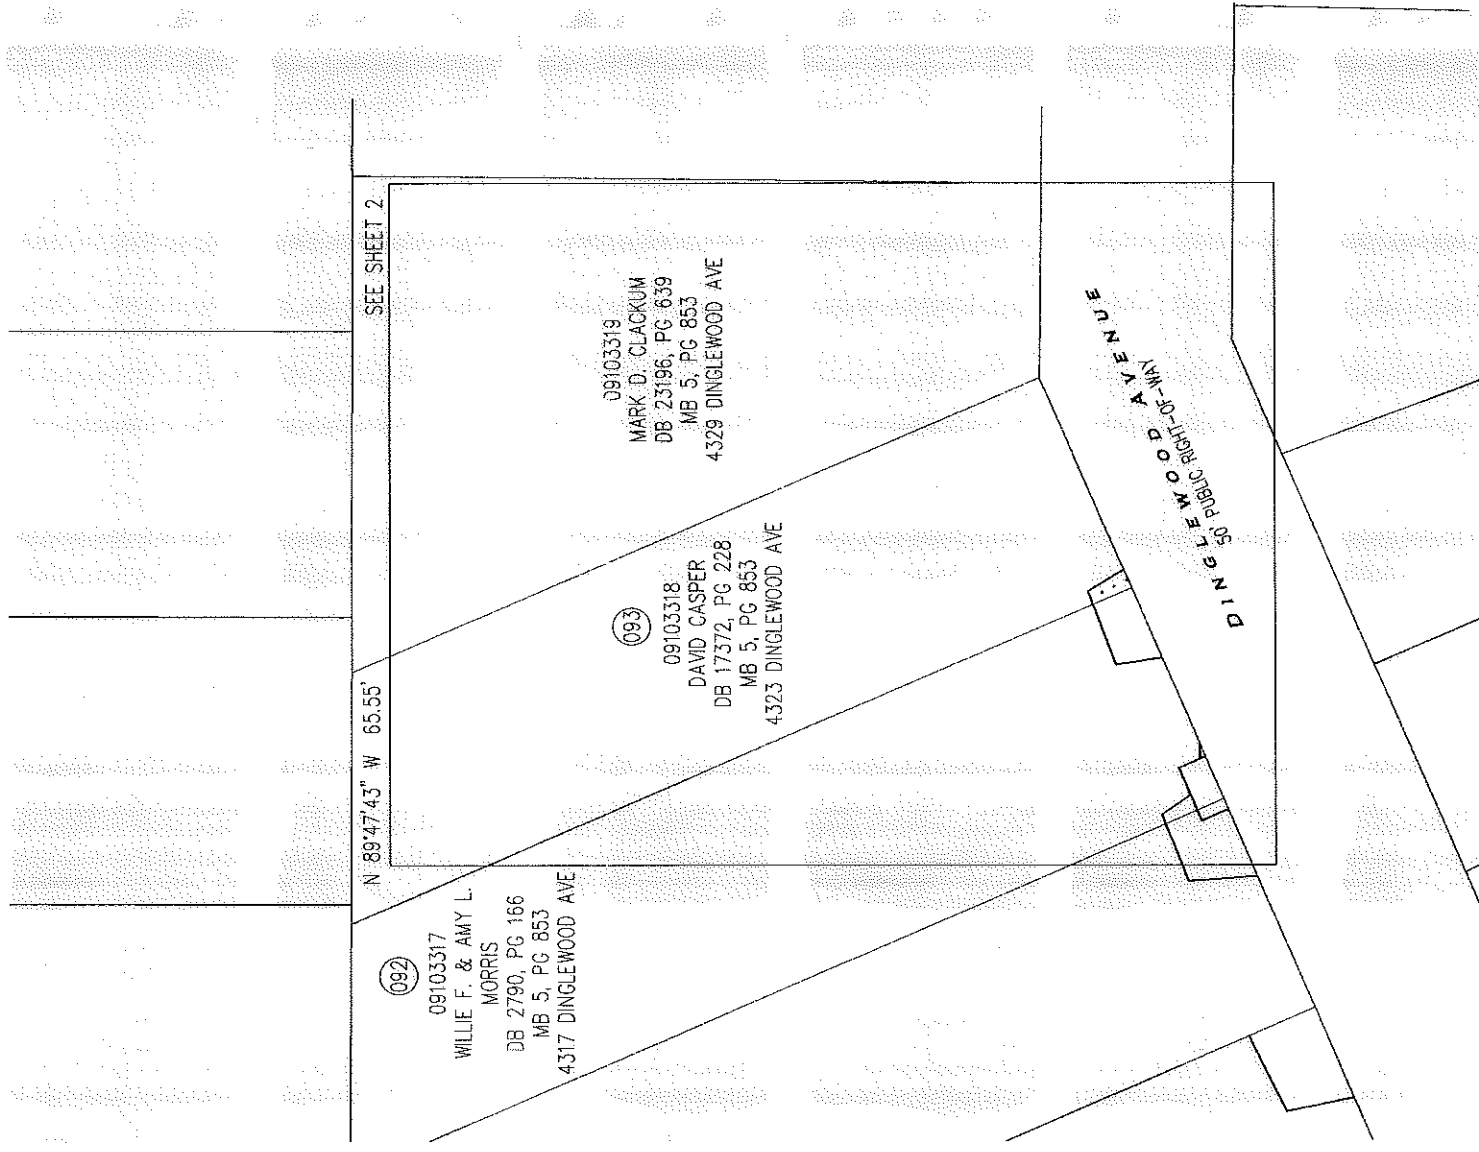 SEE SHEET 2
N 89°47'43" W 65.55'
09103319
MARK D. CLACKUM
DB 23196, PG 639
MB 5, PG 853
4329 DINGLEWOOD AVE
093
09103318
DAVID CASPER
DB 17372, PG 228
MB 5, PG 853
4323 DINGLEWOOD AVE
092
09103317
WILLIE F. & AMY L.
MORRIS
DB 2790, PG 166
MB 5, PG 853
4317 DINGLEWOOD AVE
DINGLEWOOD AVENUE
50' PUBLIC RIGHT-OF-WAY